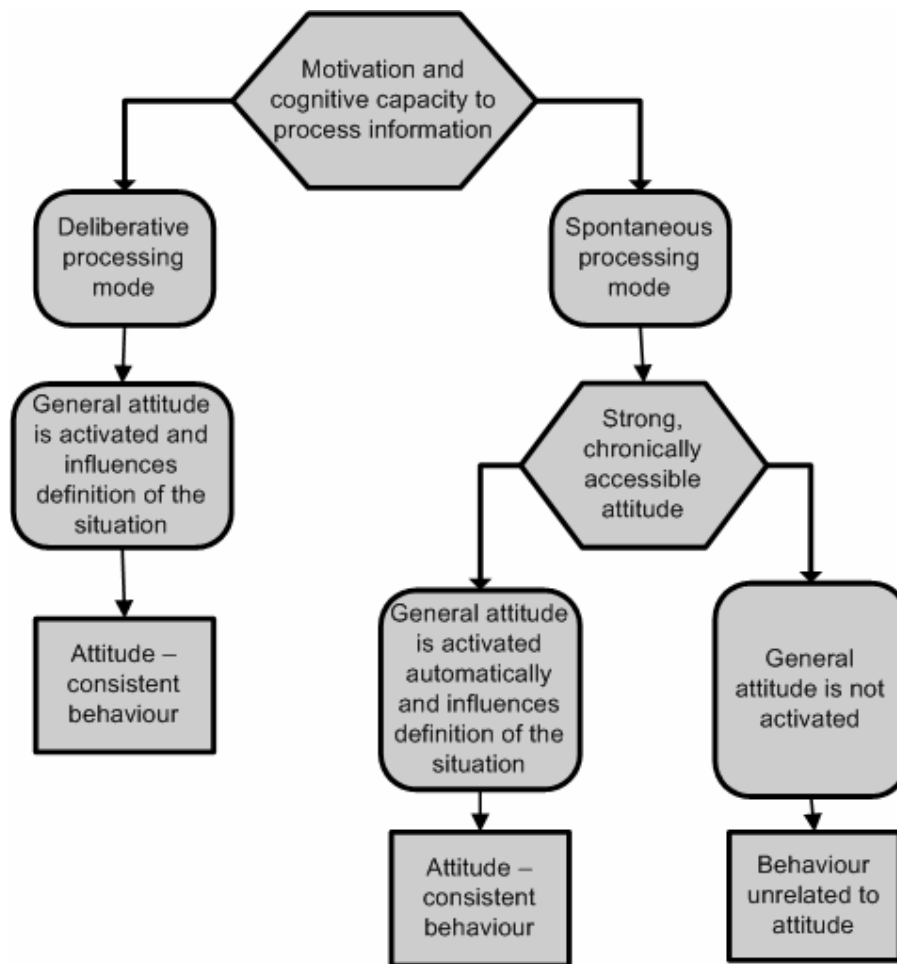 Motivation and
cognitive capacity to
process information
Deliberative
processing
mode
Spontaneous
processing
mode
General attitude
is activated and
influences
definition of the
situation
Strong,
chronically
accessible
attitude
Attitude –
consistent
behaviour
General attitude
is activated
automatically
and influences
definition of the
situation
General
attitude is not
activated
Attitude –
consistent
behaviour
Behaviour
unrelated to
attitude